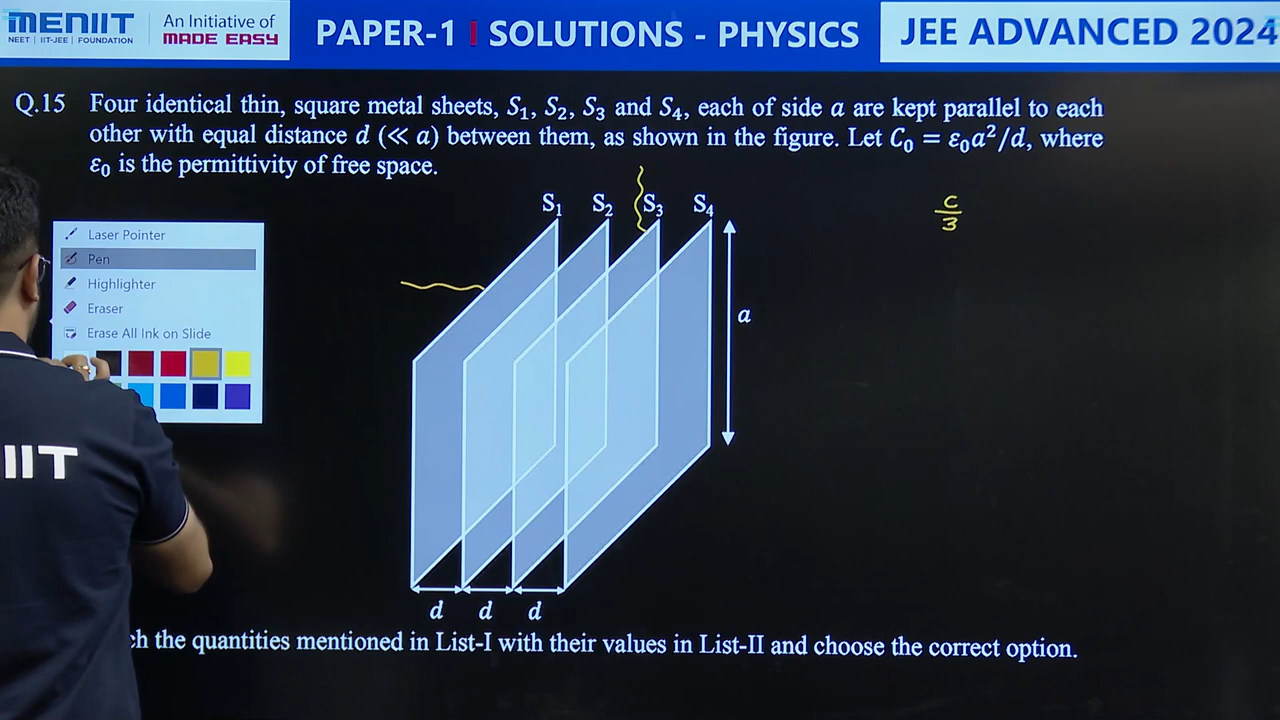 MENIIT
NEET | IIT-JEE | FOUNDATION
An Initiative of
MADE EASY
PAPER-1 | SOLUTIONS - PHYSICS
JEE ADVANCED 2024
Q.15 Four identical thin, square metal sheets, S₁, S₂, S₃ and S₄, each of side a are kept parallel to each
other with equal distance d (≪ a) between them, as shown in the figure. Let C₀ = ε₀a²/d, where
ε₀ is the permittivity of free space.
S₁ S₂ S₃ S₄
c/3
Laser Pointer
Pen
Highlighter
Eraser
Erase All Ink on Slide
a
IIT
d d d
ch the quantities mentioned in List-I with their values in List-II and choose the correct option.